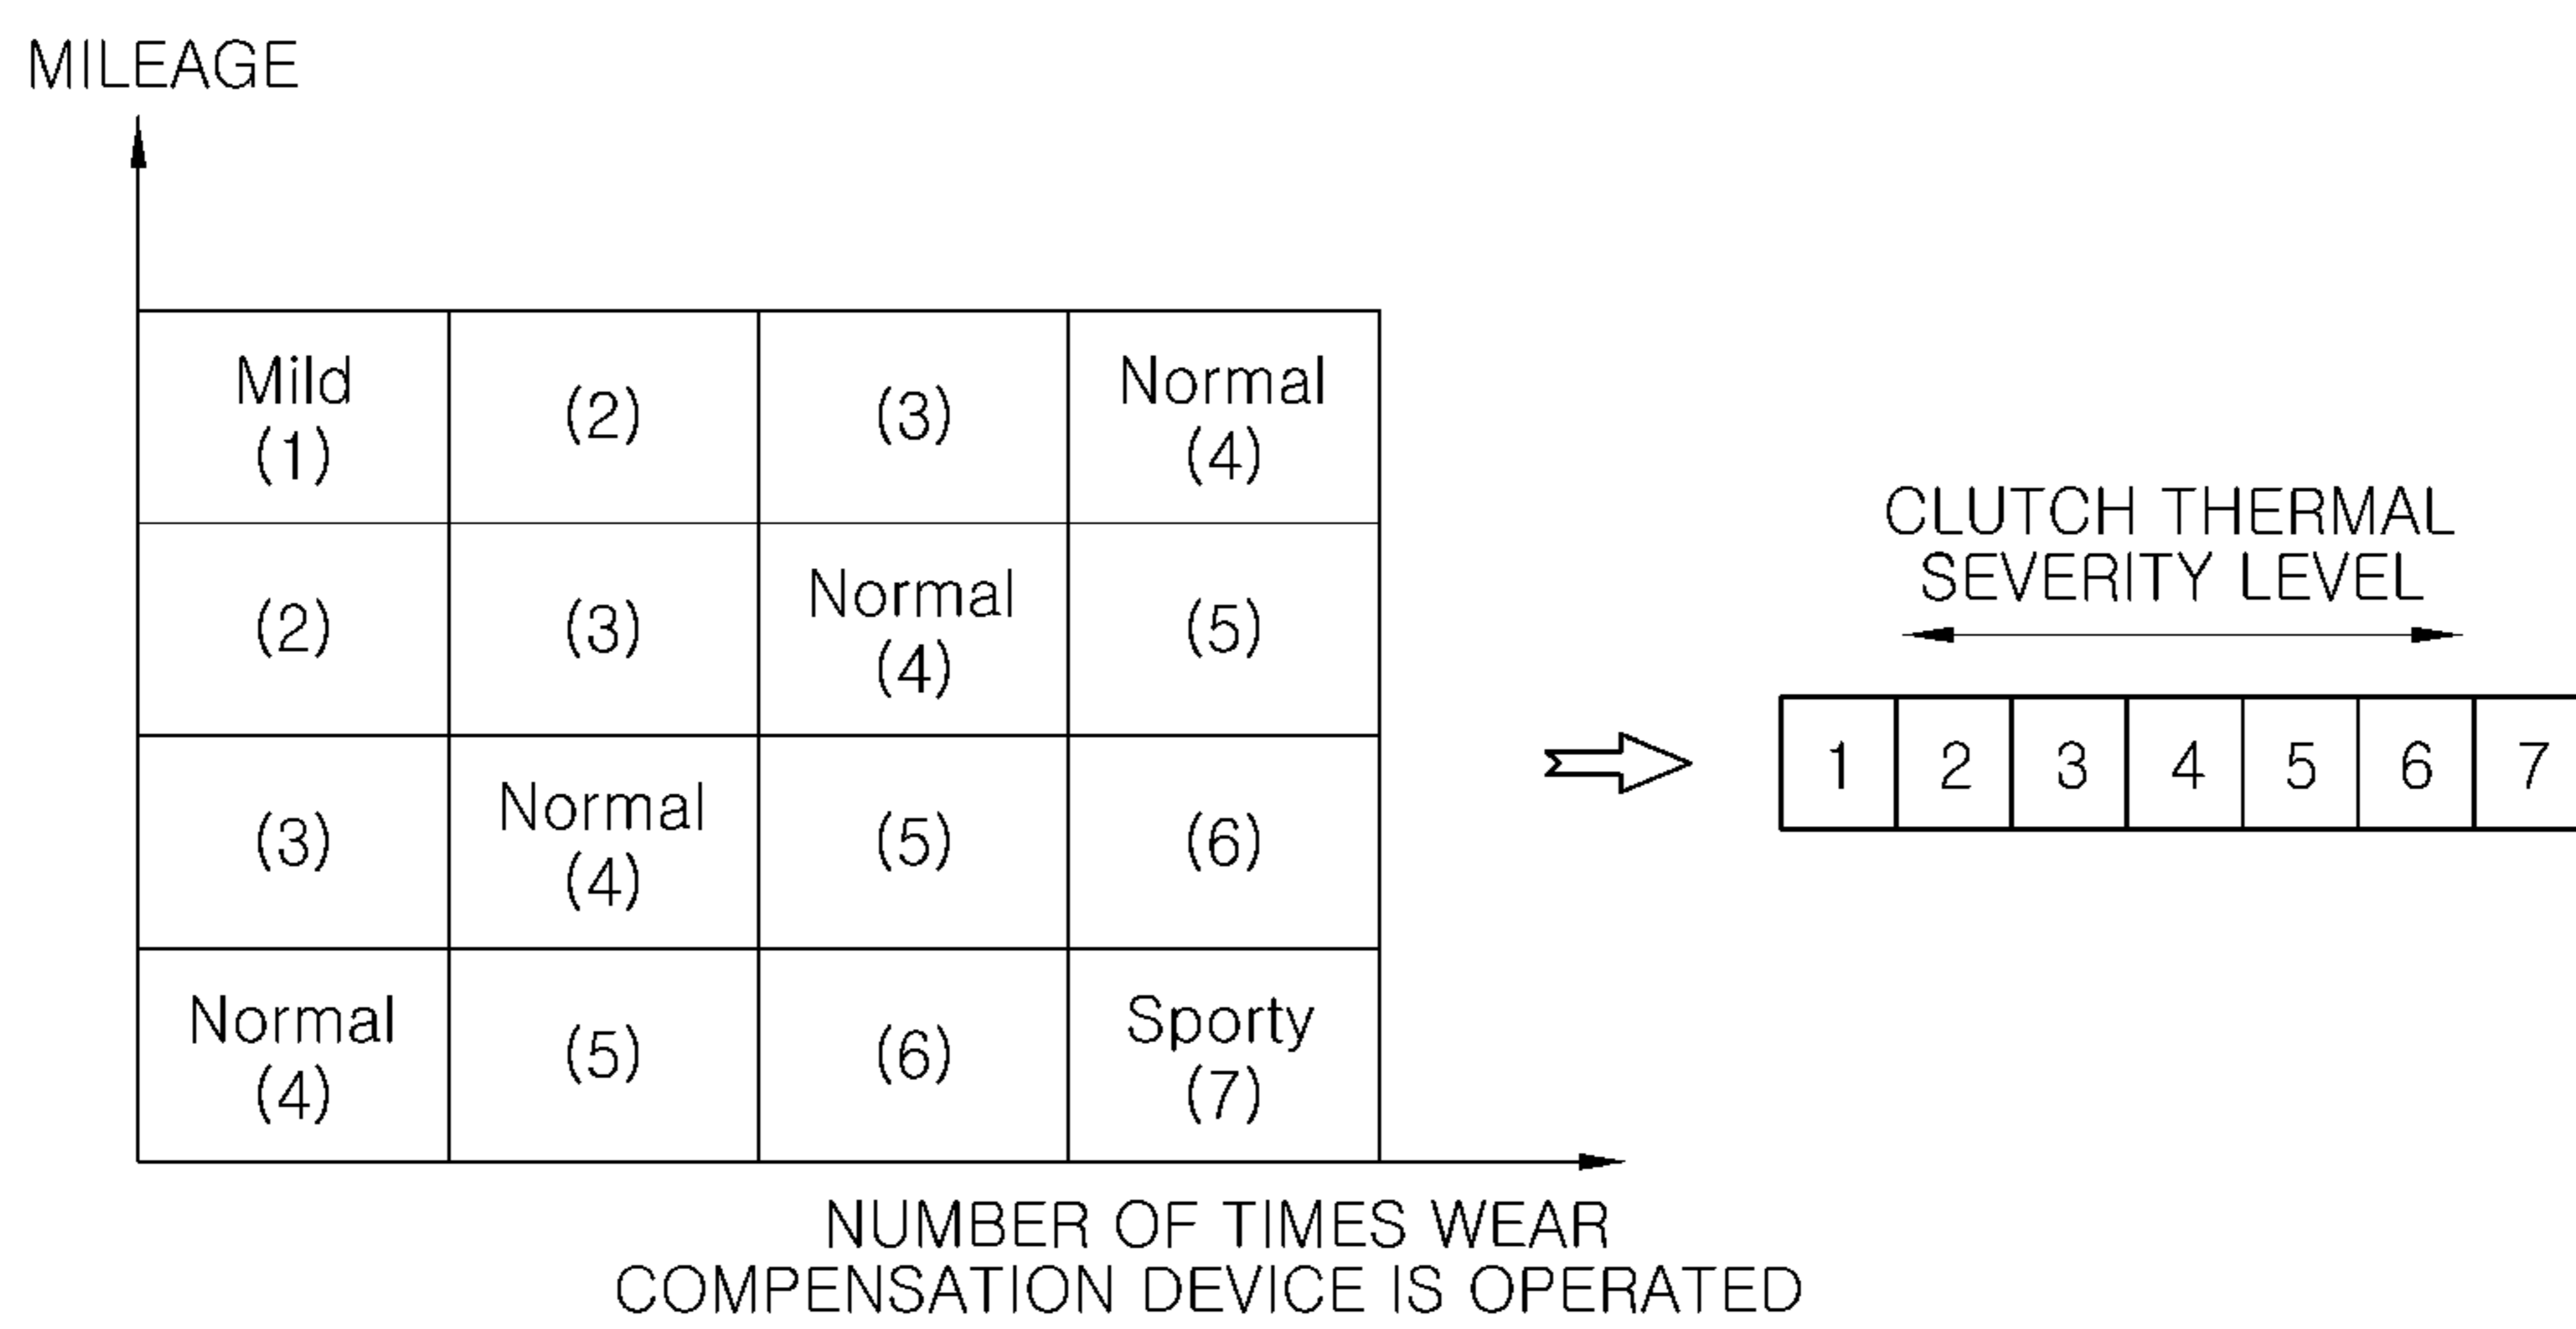 MILEAGE
Mild (2) (3) Normal
(1) (4)
(2) (3) Normal (5)
(4)
(3) Normal (5) (6)
(4)
Normal (5) (6) Sporty
(4) (7)
NUMBER OF TIMES WEAR
COMPENSATION DEVICE IS OPERATED
CLUTCH THERMAL
SEVERITY LEVEL
1 2 3 4 5 6 7